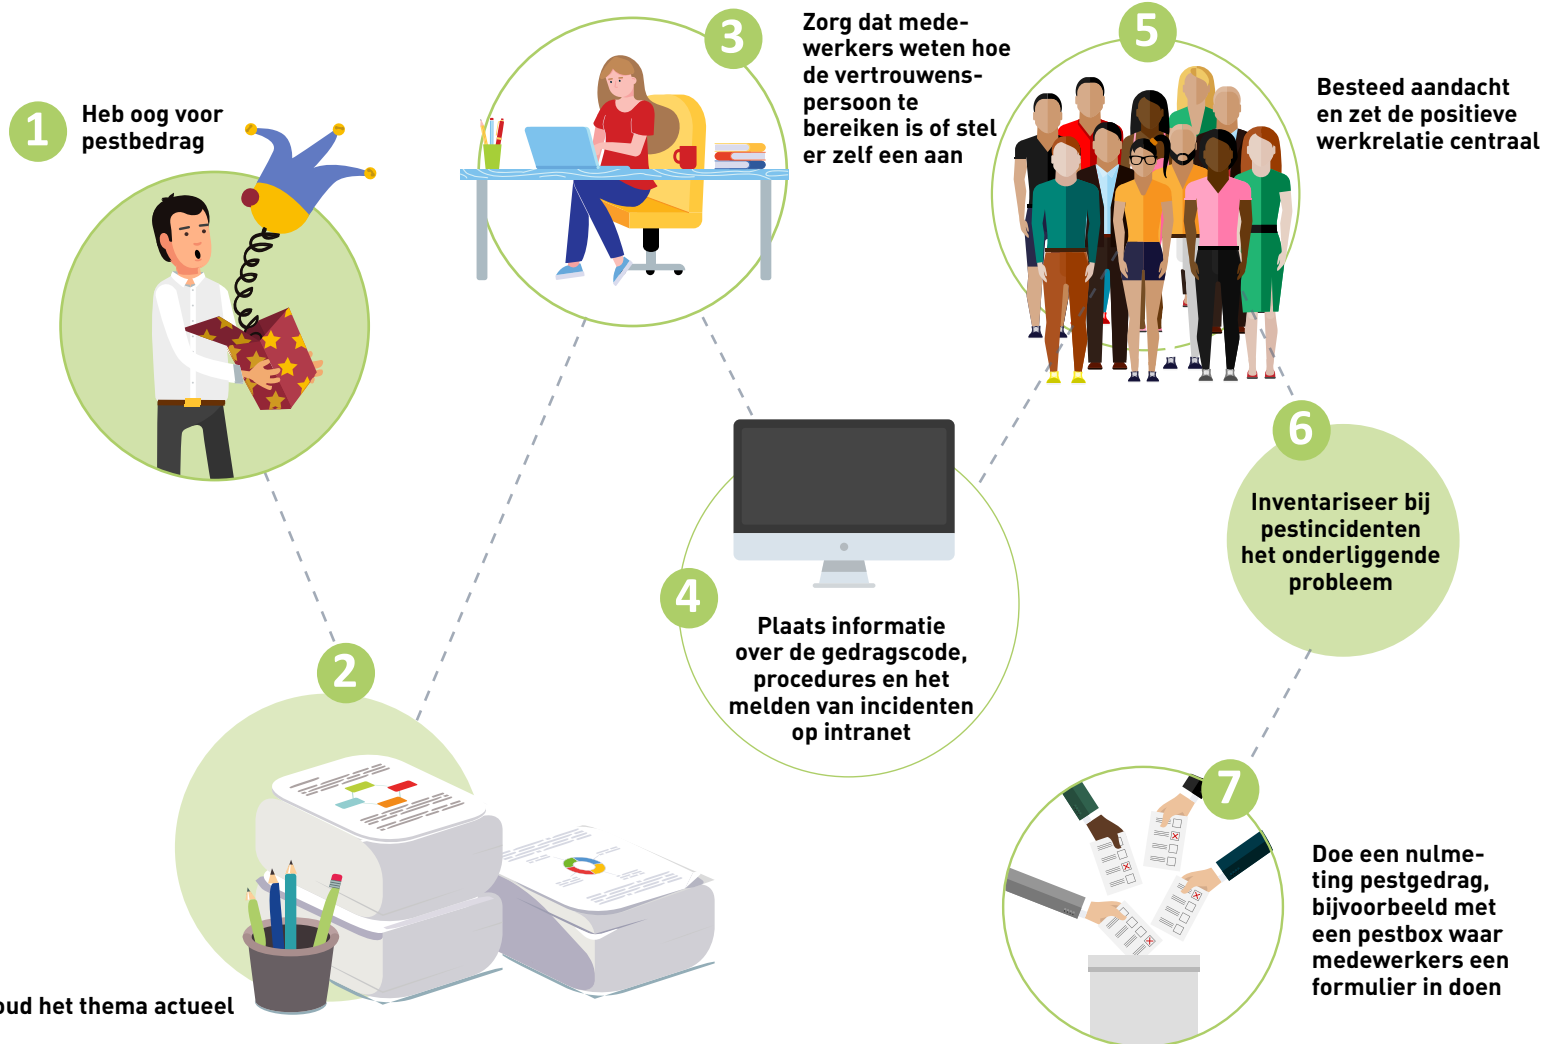 1
Heb oog voor
pestbedrag
2
oud het thema actueel
3
Zorg dat mede-
werkers weten hoe
de vertrouwens-
persoon te
bereiken is of stel
er zelf een aan
4
Plaats informatie
over de gedragscode,
procedures en het
melden van incidenten
op intranet
5
Besteed aandacht
en zet de positieve
werkrelatie centraal
6
Inventariseer bij
pestincidenten
het onderliggende
probleem
7
Doe een nulme-
ting pestgedrag,
bijvoorbeeld met
een pestbox waar
medewerkers een
formulier in doen